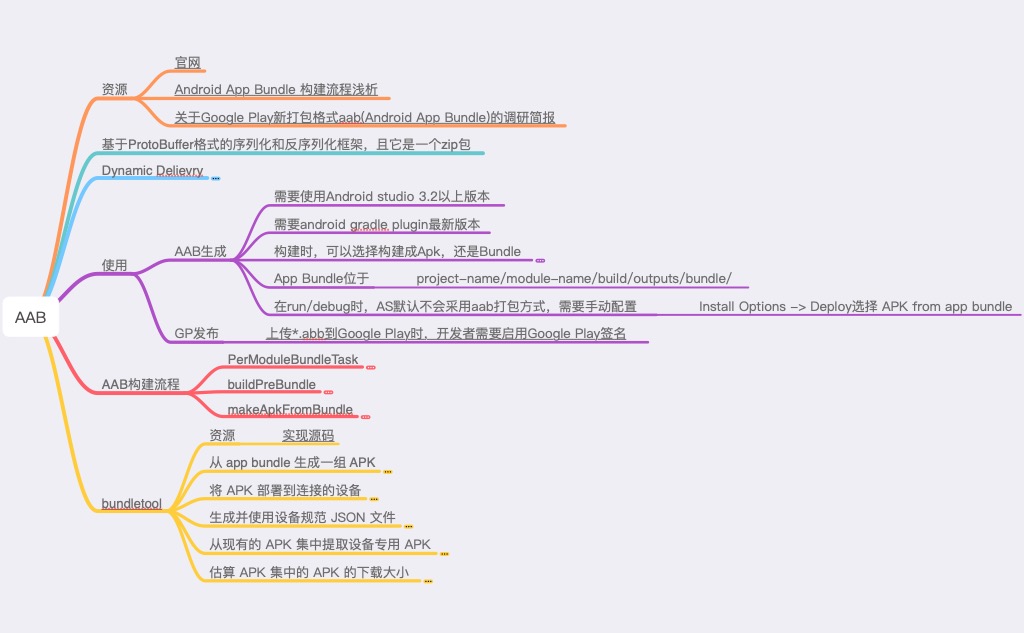 AAB
资源
官网
Android App Bundle 构建流程浅析
关于Google Play新打包格式aab(Android App Bundle)的调研简报
基于ProtoBuffer格式的序列化和反序列化框架，且它是一个zip包
Dynamic Delievry
使用
AAB生成
需要使用Android studio 3.2以上版本
需要android gradle plugin最新版本
构建时，可以选择构建成Apk，还是Bundle
App Bundle位于 project-name/module-name/build/outputs/bundle/
在run/debug时，AS默认不会采用aab打包方式，需要手动配置 Install Options -> Deploy选择 APK from app bundle
GP发布 上传*.abb到Google Play时．开发者需要启用Google Play签名
AAB构建流程
PerModuleBundleTask
buildPreBundle
makeApkFromBundle
bundletool
资源 实现源码
从 app bundle 生成一组 APK
将 APK 部署到连接的设备
生成并使用设备规范 JSON 文件
从现有的 APK 集中提取设备专用 APK
估算 APK 集中的 APK 的下载大小